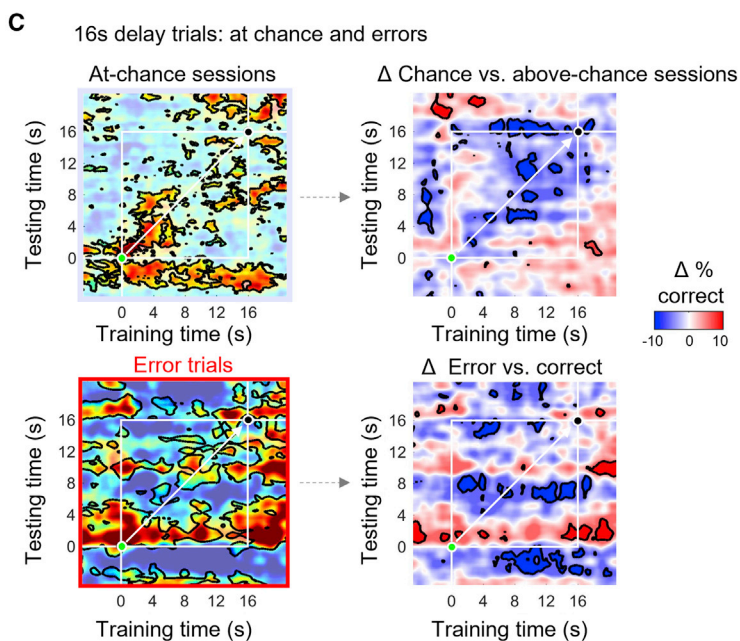 C
16s delay trials: at chance and errors
At-chance sessions
Δ Chance vs. above-chance sessions
Testing time (s)
16
12
8
4
0
0 4 8 12 16
Training time (s)
Testing time (s)
16
12
8
4
0
0 4 8 12 16
Training time (s)
Δ %
correct
-10 10
Error trials
Δ Error vs. correct
Testing time (s)
16
12
8
4
0
0 4 8 12 16
Training time (s)
Testing time (s)
16
12
8
4
0
0 4 8 12 16
Training time (s)